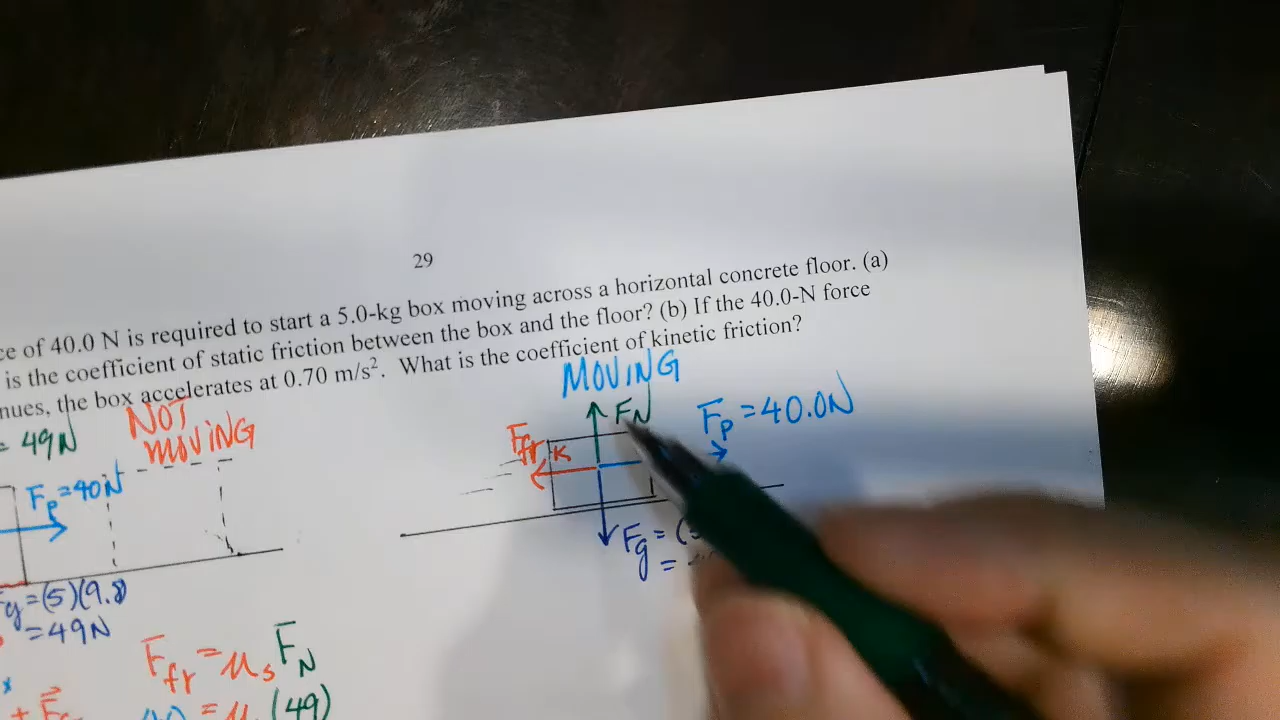 29
ce of 40.0 N is required to start a 5.0-kg box moving across a horizontal concrete floor. (a)
is the coefficient of static friction between the box and the floor? (b) If the 40.0-N force
nues, the box accelerates at 0.70 m/s². What is the coefficient of kinetic friction?
= 49N
NOT
MOVING
Fp=40N
Fg=(5)(9.8)
=49N
Ffr=μsFN
40 = μ (49)
MOVING
FN
Fp=40.0N
Ffr K
Fg=(
=